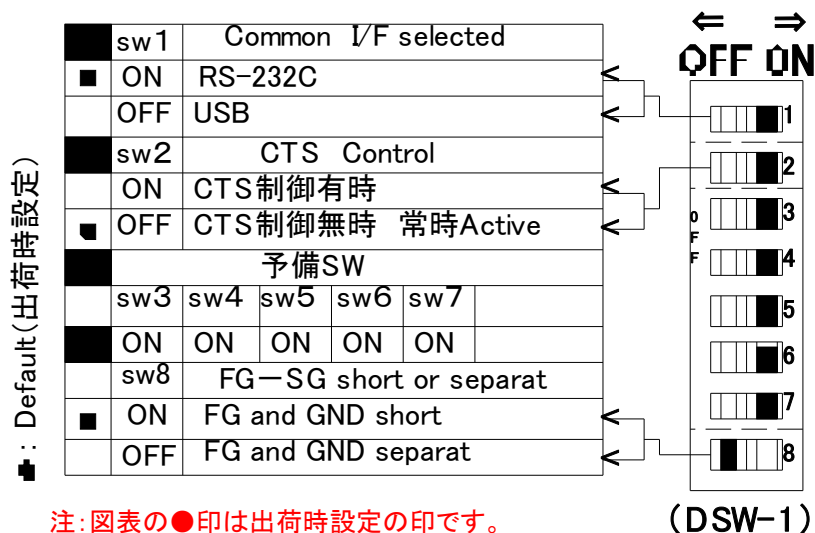 ⇐ ⇒
OFF ON
sw1 Common I/F selected
■ ON RS-232C
OFF USB
sw2 CTS Control
ON CTS制御有時
■ OFF CTS制御無時 常時Active
予備SW
sw3 sw4 sw5 sw6 sw7
ON ON ON ON ON
sw8 FG－SG short or separat
■ ON FG and GND short
OFF FG and GND separat
■: Default(出荷時設定)
1
2
3
4
5
6
7
8
OFF
(DSW-1)
注:図表の●印は出荷時設定の印です。